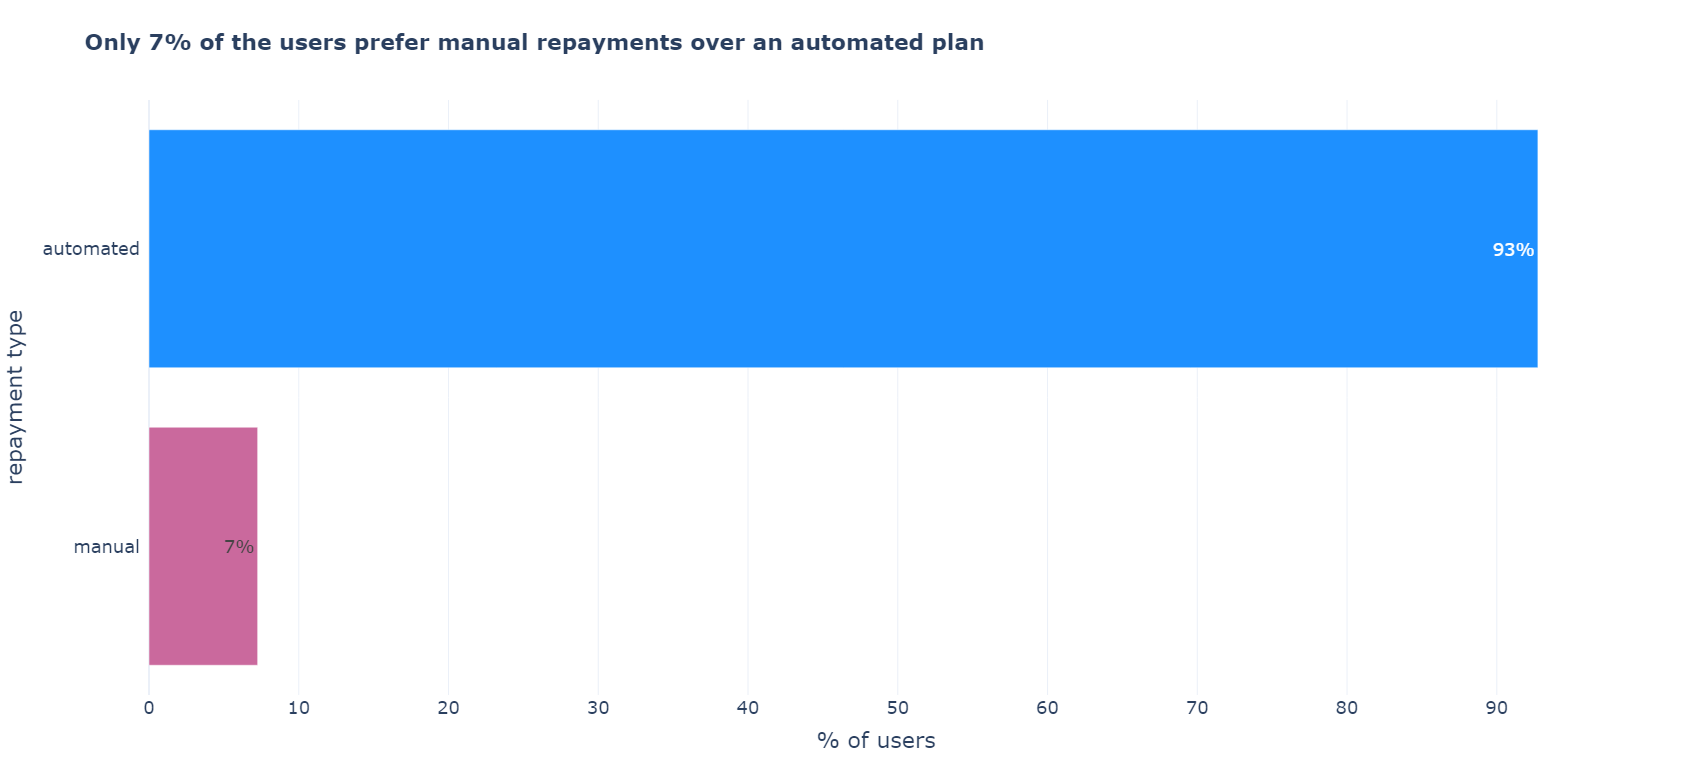 Only 7% of the users prefer manual repayments over an automated plan
automated
93%
repayment type
manual
7%
0 10 20 30 40 50 60 70 80 90
% of users